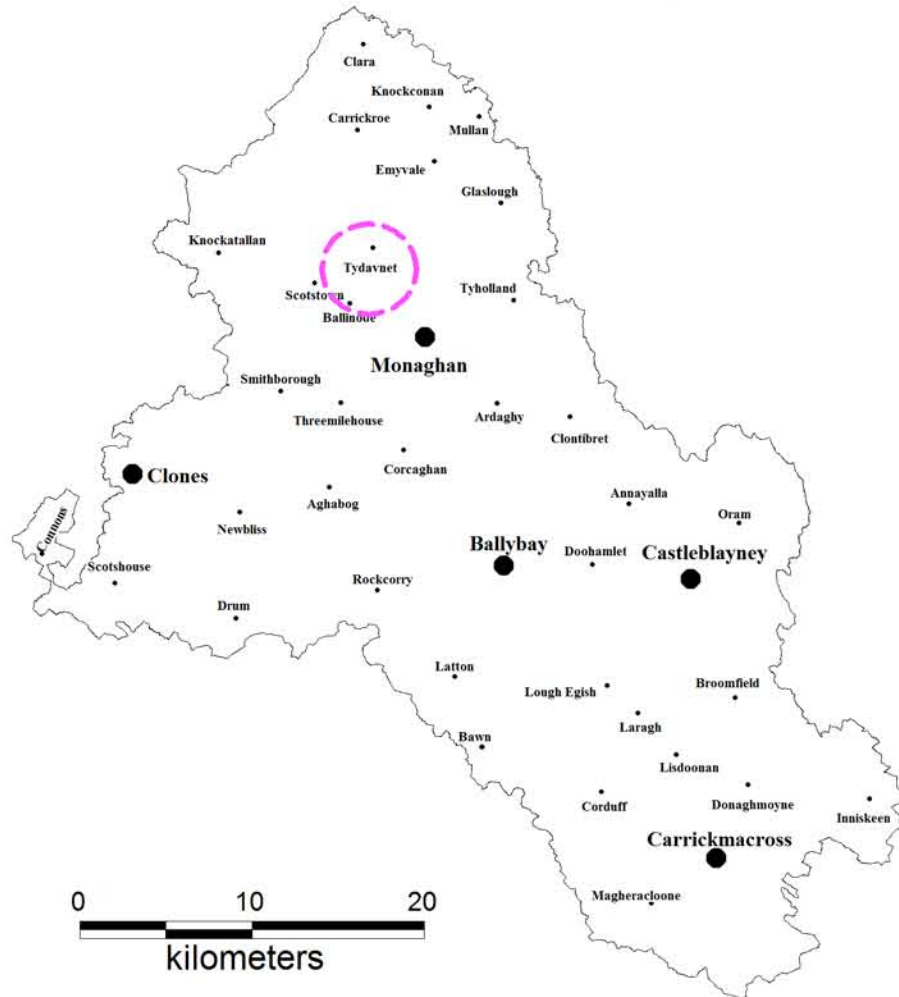 Clara
Knockconan
Carrickroe
Mullan
Emyvale
Glaslough
Knockatallan
Tydavnet
Scotstown
Tyholland
Ballinode
Monaghan
Smithborough
Threemilehouse
Ardaghy
Clontibret
Corcaghan
Clones
Aghabog
Annayalla
Newbliss
Oram
Connons
Ballybay
Doohamlet
Castleblayney
Scotshouse
Rockcorry
Drum
Latton
Lough Egish
Broomfield
Laragh
Bawn
Lisdoonan
Corduff
Donaghmoyne
Inniskeen
Carrickmacross
Magheracloone
0 10 20
kilometers